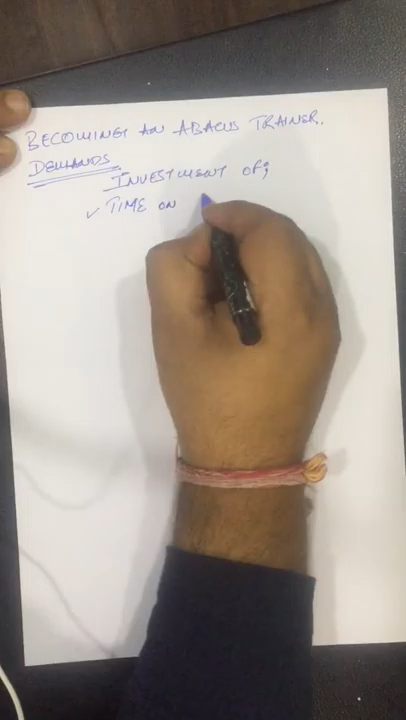 BECOMING AN ABACUS TRAINER.
DEMANDS
INVESTMENT OF;
✓ TIME ON